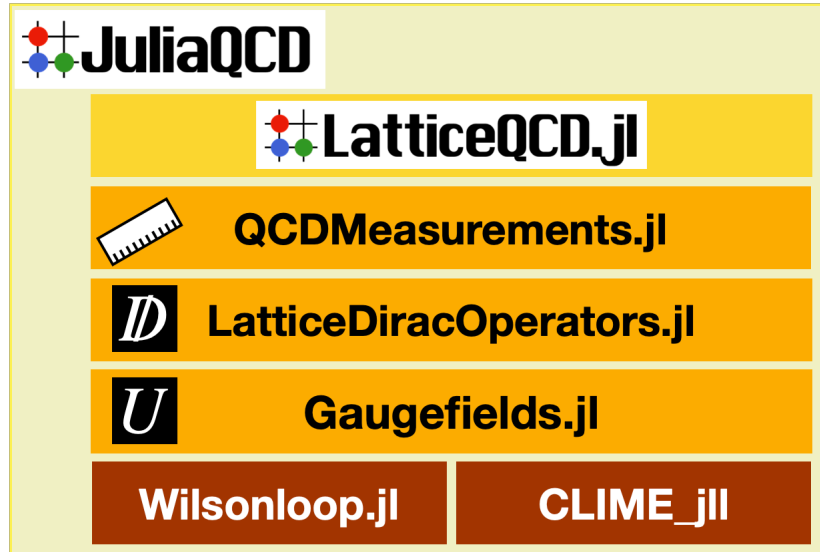 JuliaQCD
LatticeQCD.jl
QCDMeasurements.jl
D LatticeDiracOperators.jl
U Gaugefields.jl
Wilsonloop.jl CLIME_jll